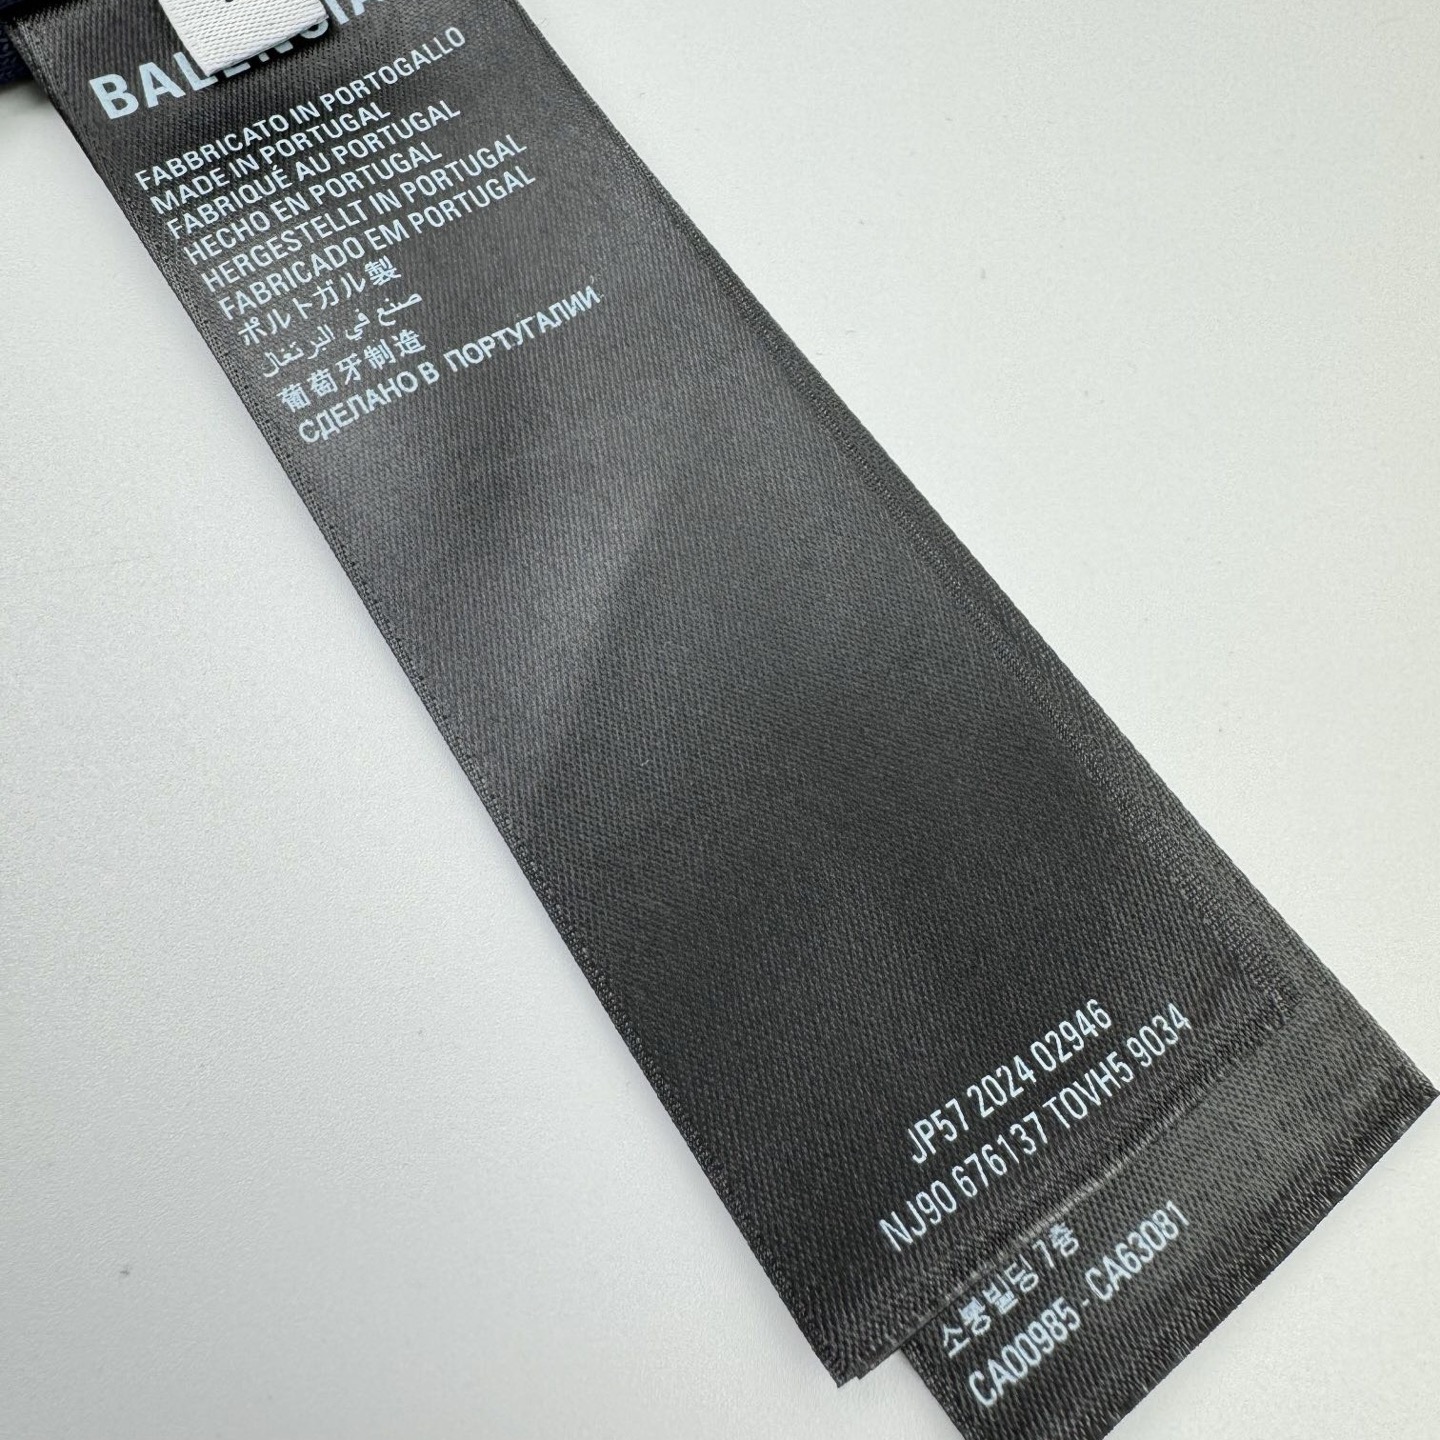 FABBRICATO IN PORTOGALLO
MADE IN PORTUGAL
FABRIQUÉ AU PORTUGAL
HECHO EN PORTUGAL
HERGESTELLT IN PORTUGAL
FABRICADO EM PORTUGAL
ポルトガル製
صنع في البرتغال
葡萄牙制造
СДЕЛАНО В ПОРТУГАЛИИ
JP57 2024 02946
NJ90 676137 TOVH5 9034
소통빌딩 7층
CA00985 - CA63081